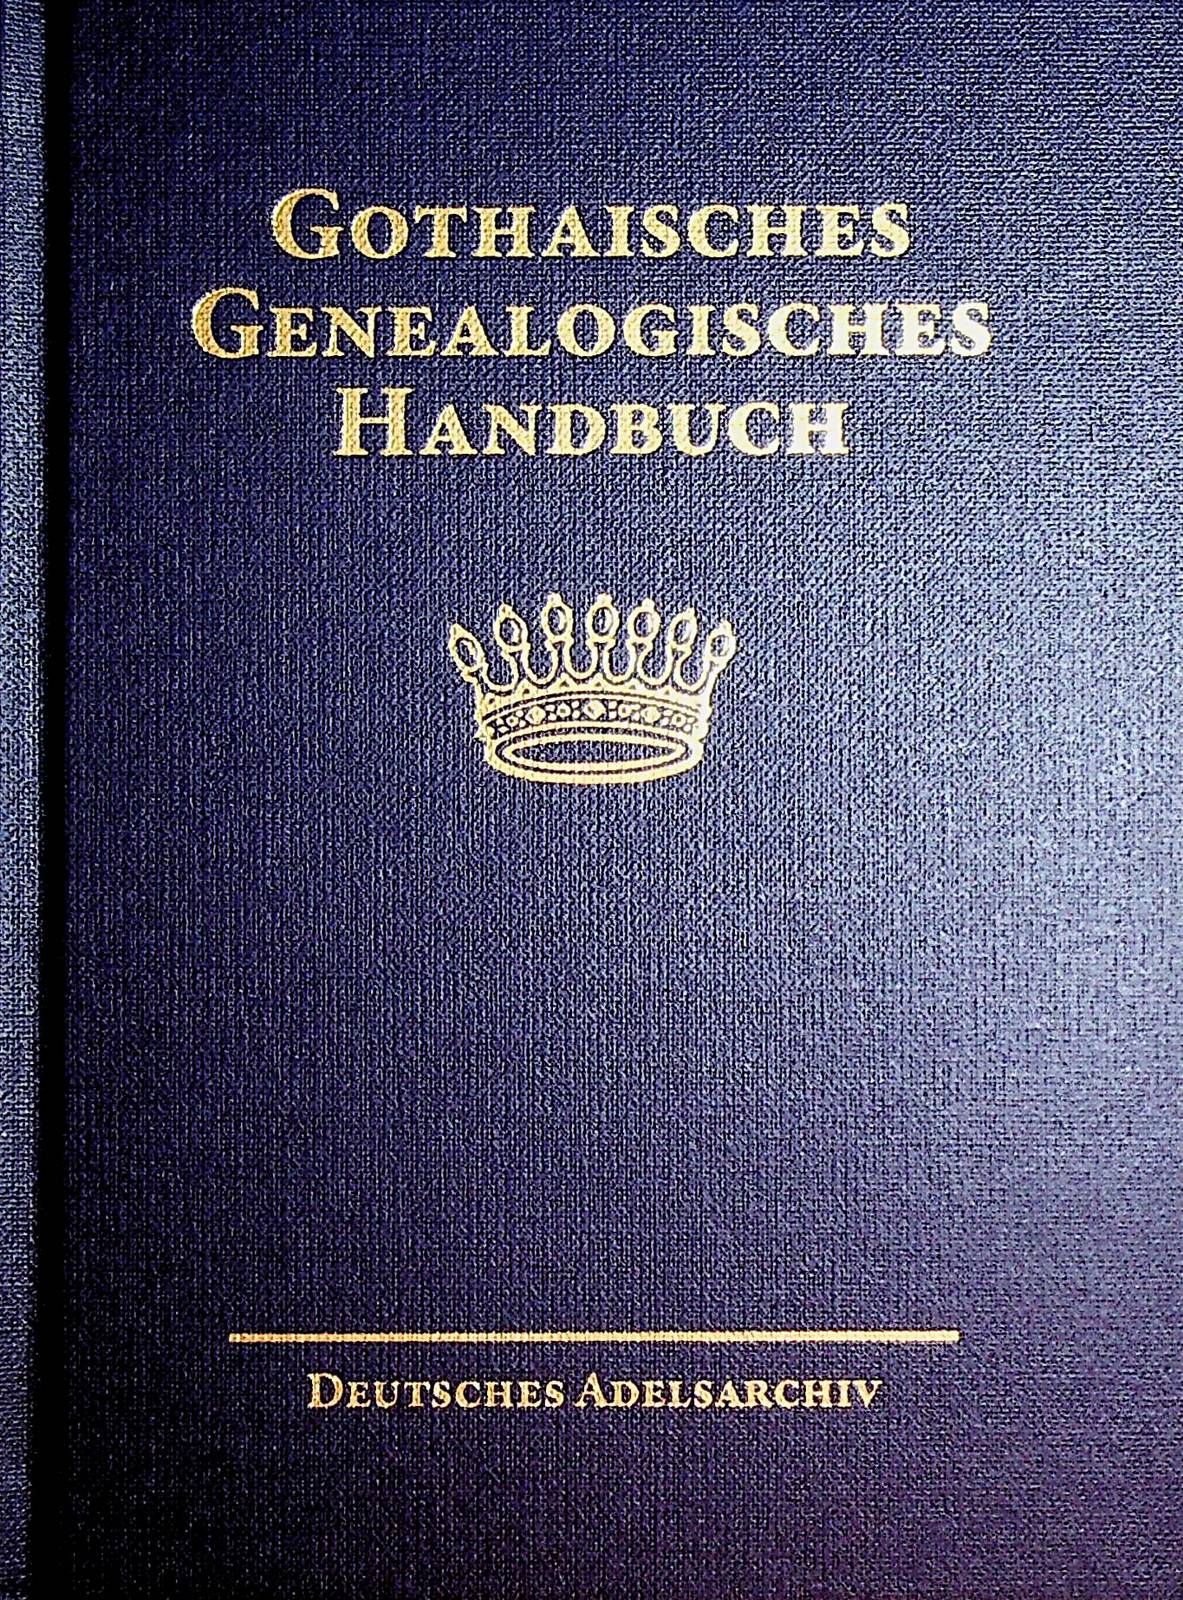 GOTHAISCHES
GENEALOGISCHES
HANDBUCH
DEUTSCHES ADELSARCHIV